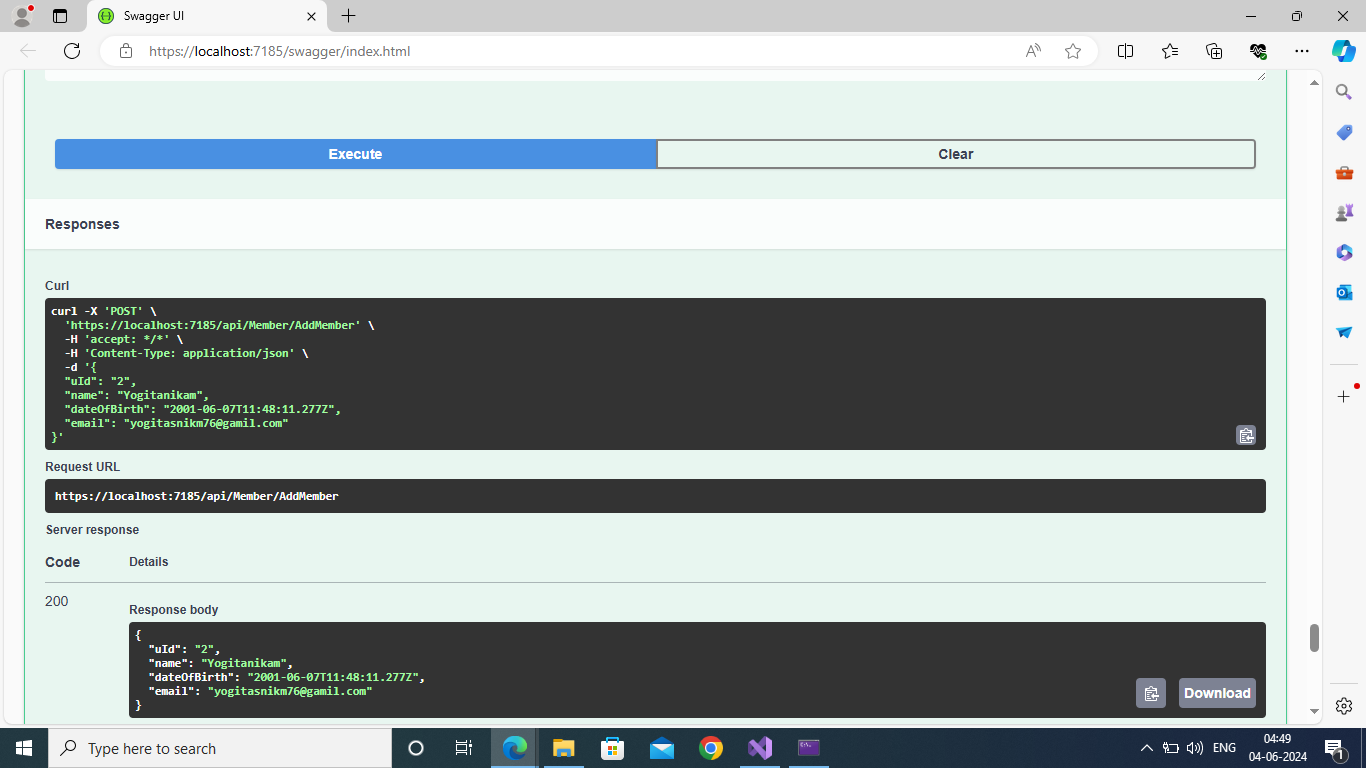 Swagger UI
https://localhost:7185/swagger/index.html
Execute
Clear
Responses
Curl
curl -X 'POST' \
'https://localhost:7185/api/Member/AddMember' \
-H 'accept: */*' \
-H 'Content-Type: application/json' \
-d '{
"uId": "2",
"name": "Yogitanikam",
"dateOfBirth": "2001-06-07T11:48:11.277Z",
"email": "yogitasnikm76@gamil.com"
}'
Request URL
https://localhost:7185/api/Member/AddMember
Server response
Code Details
200
Response body
{
"uId": "2",
"name": "Yogitanikam",
"dateOfBirth": "2001-06-07T11:48:11.277Z",
"email": "yogitasnikm76@gamil.com"
}
Download
Type here to search
ENG
04:49
04-06-2024
1